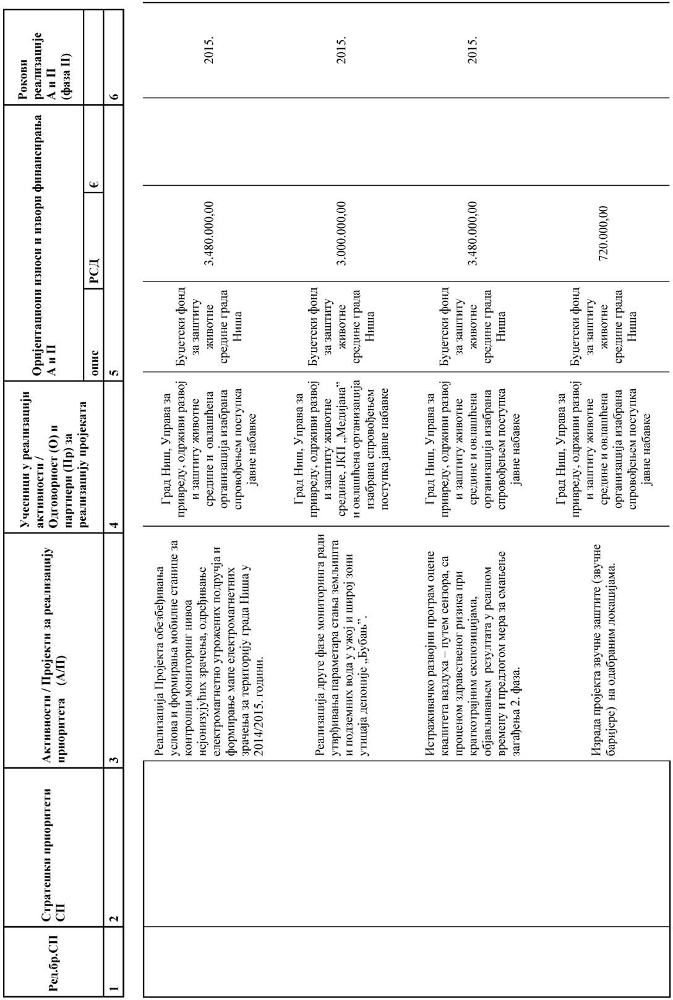 Ред.бр.СП
Стратешки приоритети
СП
Активности / Пројекти за реализацију
приоритета (А/П)
Учесници у реализацији
активности /
Одговорност (О) и
партнери (Пр) за
реализацију пројеката
Оријентациони износи и извори финансирања
А и П
опис
РСД
€
Рокови
реализације
А и П
(фаза II)
1
2
3
4
5
6
Реализација Пројекта обезбеђивања
услова и формирања мобилне станице за
контролни мониторинг нивоа
нејонизујућих зрачења, одређивање
електромагнетно угрожених подручја и
формирање мапе електромагнетних
зрачења за територију града Ниша у
2014/2015. години.
Град Ниш, Управа за
привреду, одрживи развој
и заштиту животне
средине и овлашћена
организација изабрана
спровођењем поступка
јавне набавке
Буџетски фонд
за заштиту
животне
средине града
Ниша
3.480.000,00
2015.
Реализација друге фазе мониторинга ради
утврђивања параметара стања земљишта
и подземних вода у ужој и широј зони
утицаја депоније „Бубањ”.
Град Ниш, Управа за
привреду, одрживи развој
и заштиту животне
средине, ЈКП „Медијана”
и овлашћена организација
изабрана спровођењем
поступка јавне набавке
Буџетски фонд
за заштиту
животне
средине града
Ниша
3.000.000,00
2015.
Истраживачко развојни програм оцене
квалитета ваздуха – путем сензора, са
проценом здравственог ризика при
краткотрајним експозицијама,
објављивањем резултата у реалном
времену и предлогом мера за смањење
загађења 2. фаза.
Град Ниш, Управа за
привреду, одрживи развој
и заштиту животне
средине и овлашћена
организација изабрана
спровођењем поступка
јавне набавке
Буџетски фонд
за заштиту
животне
средине града
Ниша
3.480.000,00
2015.
Израда пројекта звучне заштите (звучне
баријере) на одабраним локацијама.
Град Ниш, Управа за
привреду, одрживи развој
и заштиту животне
средине и овлашћена
организација изабрана
спровођењем поступка
јавне набавке
Буџетски фонд
за заштиту
животне
средине града
Ниша
720.000,00